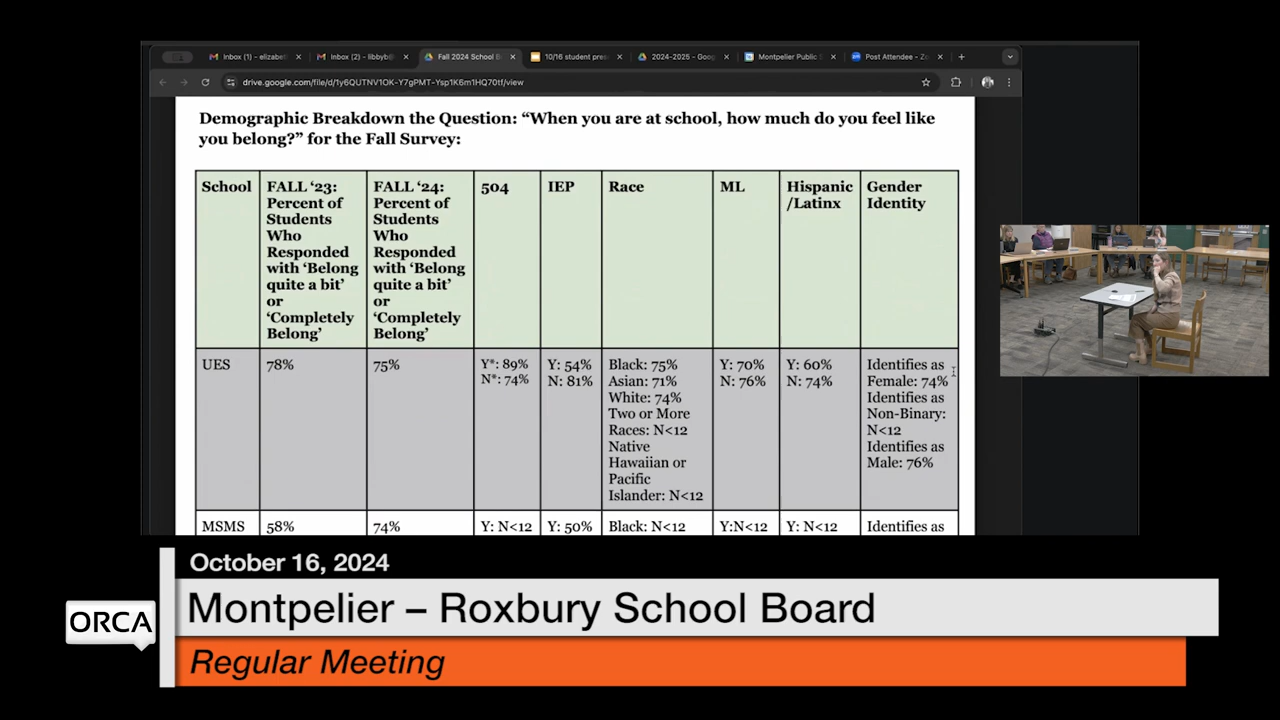 Inbox (1) - elizabet
Inbox (2) - libbyb@
Fall 2024 School B
10/16 student pres
2024-2025 - Goog
Montpelier Public S
Post Attendee - Zo
drive.google.com/file/d/1y6QUTNV1OK-Y7gPMT-Ysp1K6m1HQ70tf/view
Demographic Breakdown the Question: “When you are at school, how much do you feel like
you belong?” for the Fall Survey:
School
FALL ‘23:
Percent of
Students
Who
Responded
with ‘Belong
quite a bit’
or
‘Completely
Belong’
FALL ‘24:
Percent of
Students
Who
Responded
with ‘Belong
quite a bit’
or
‘Completely
Belong’
504
IEP
Race
ML
Hispanic
/Latinx
Gender
Identity
UES
78%
75%
Y*: 89%
N*: 74%
Y: 54%
N: 81%
Black: 75%
Asian: 71%
White: 74%
Two or More
Races: N<12
Native
Hawaiian or
Pacific
Islander: N<12
Y: 70%
N: 76%
Y: 60%
N: 74%
Identifies as
Female: 74%
Identifies as
Non-Binary:
N<12
Identifies as
Male: 76%
MSMS
58%
74%
Y: N<12
Y: 50%
Black: N<12
Y:N<12
Y: N<12
Identifies as
October 16, 2024
Montpelier – Roxbury School Board
ORCA
Regular Meeting